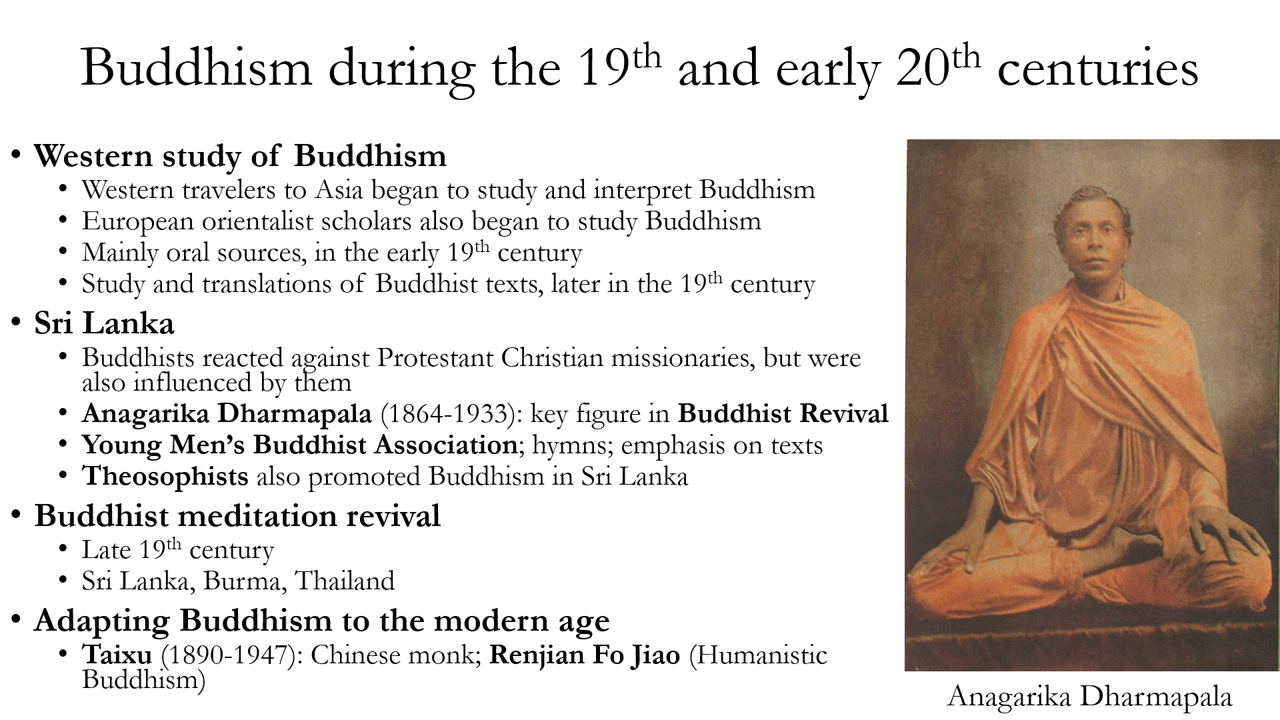 Buddhism during the 19th and early 20th centuries
• Western study of Buddhism
• Western travelers to Asia began to study and interpret Buddhism
• European orientalist scholars also began to study Buddhism
• Mainly oral sources, in the early 19th century
• Study and translations of Buddhist texts, later in the 19th century
• Sri Lanka
• Buddhists reacted against Protestant Christian missionaries, but were
also influenced by them
• Anagarika Dharmapala (1864-1933): key figure in Buddhist Revival
• Young Men’s Buddhist Association; hymns; emphasis on texts
• Theosophists also promoted Buddhism in Sri Lanka
• Buddhist meditation revival
• Late 19th century
• Sri Lanka, Burma, Thailand
• Adapting Buddhism to the modern age
• Taixu (1890-1947): Chinese monk; Renjian Fo Jiao (Humanistic
Buddhism)
Anagarika Dharmapala